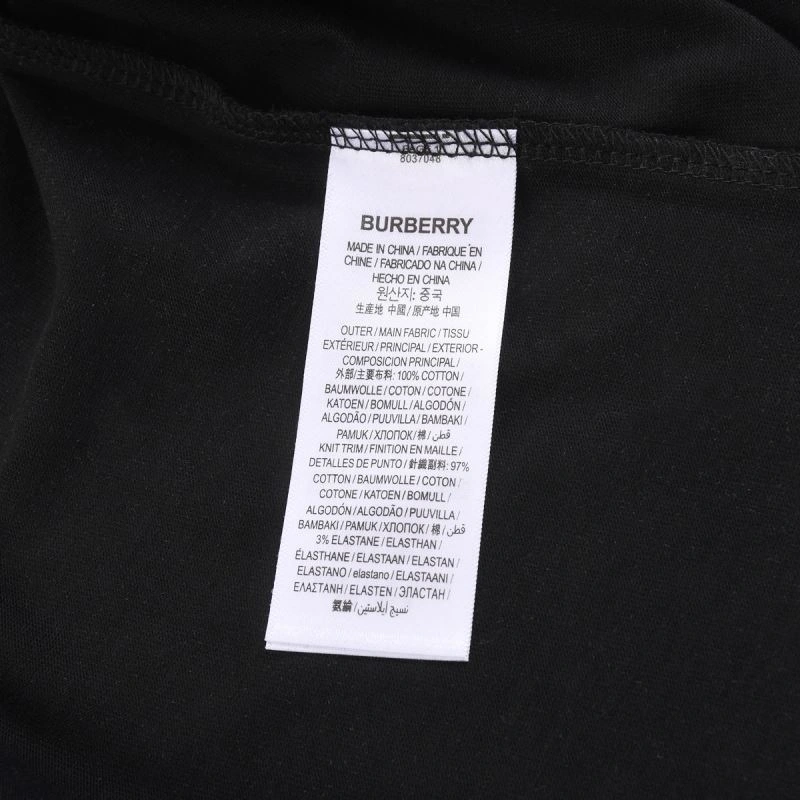 8037048
BURBERRY
MADE IN CHINA / FABRIQUE EN
CHINE / FABRICADO NA CHINA /
HECHO EN CHINA
원산지: 중국
生産地 中國 / 原产地 中国
OUTER / MAIN FABRIC / TISSU
EXTÉRIEUR / PRINCIPAL / EXTERIOR -
COMPOSICION PRINCIPAL /
外部/主要布料: 100% COTTON /
BAUMWOLLE / COTON / COTONE /
KATOEN / BOMULL / ALGODÓN /
ALGODÃO / PUUVILLA / BAMBAKI /
PAMUK / ХЛОПОК / 棉 / قطن /
KNIT TRIM / FINITION EN MAILLE /
DETALLES DE PUNTO / 針織副料: 97%
COTTON / BAUMWOLLE / COTON /
COTONE / KATOEN / BOMULL /
ALGODÓN / ALGODÃO / PUUVILLA /
BAMBAKI / PAMUK / ХЛОПОК / 棉 / قطن /
3% ELASTANE / ELASTHAN /
ÉLASTHANE / ELASTAAN / ELASTAN /
ELASTANO / elastano / ELASTAANI /
ΕΛΑΣΤΑΝΗ / ELASTEN / ЭЛАСТАН /
氨綸 / نسيج إيلاستين